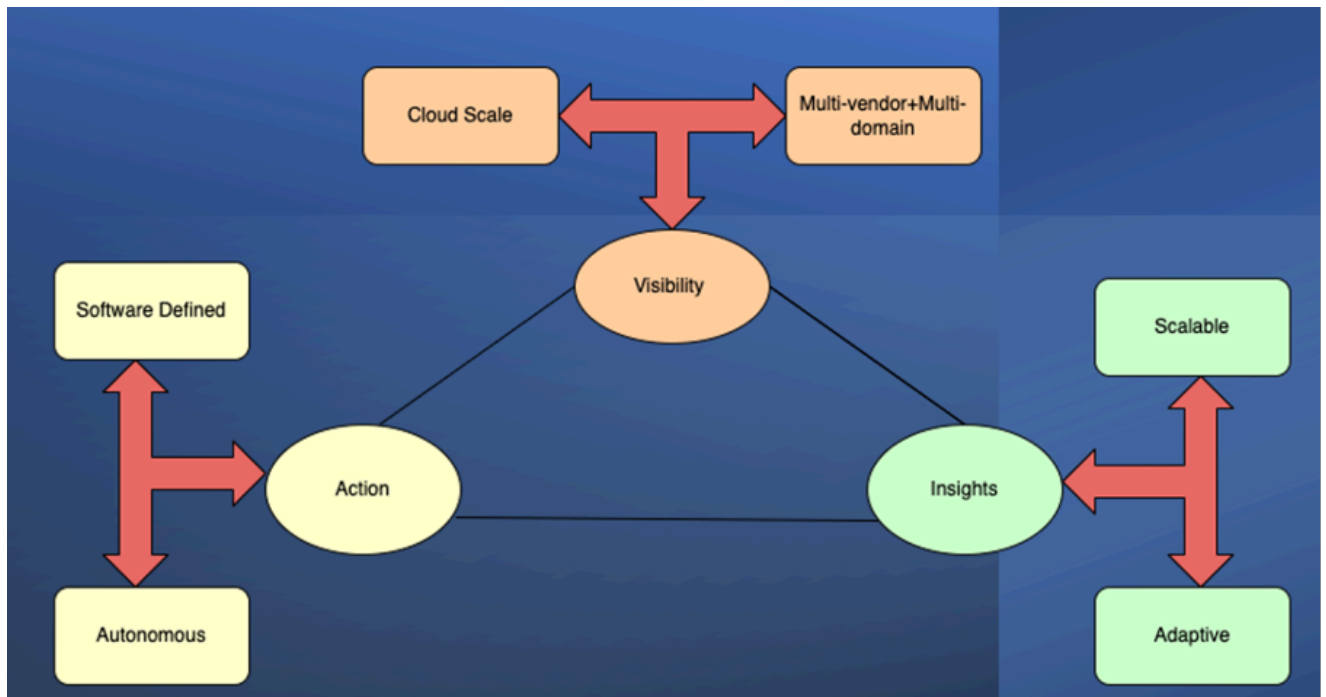 Cloud Scale
Multi-vendor+Multi-
domain
Visibility
Software Defined
Scalable
Action
Insights
Autonomous
Adaptive